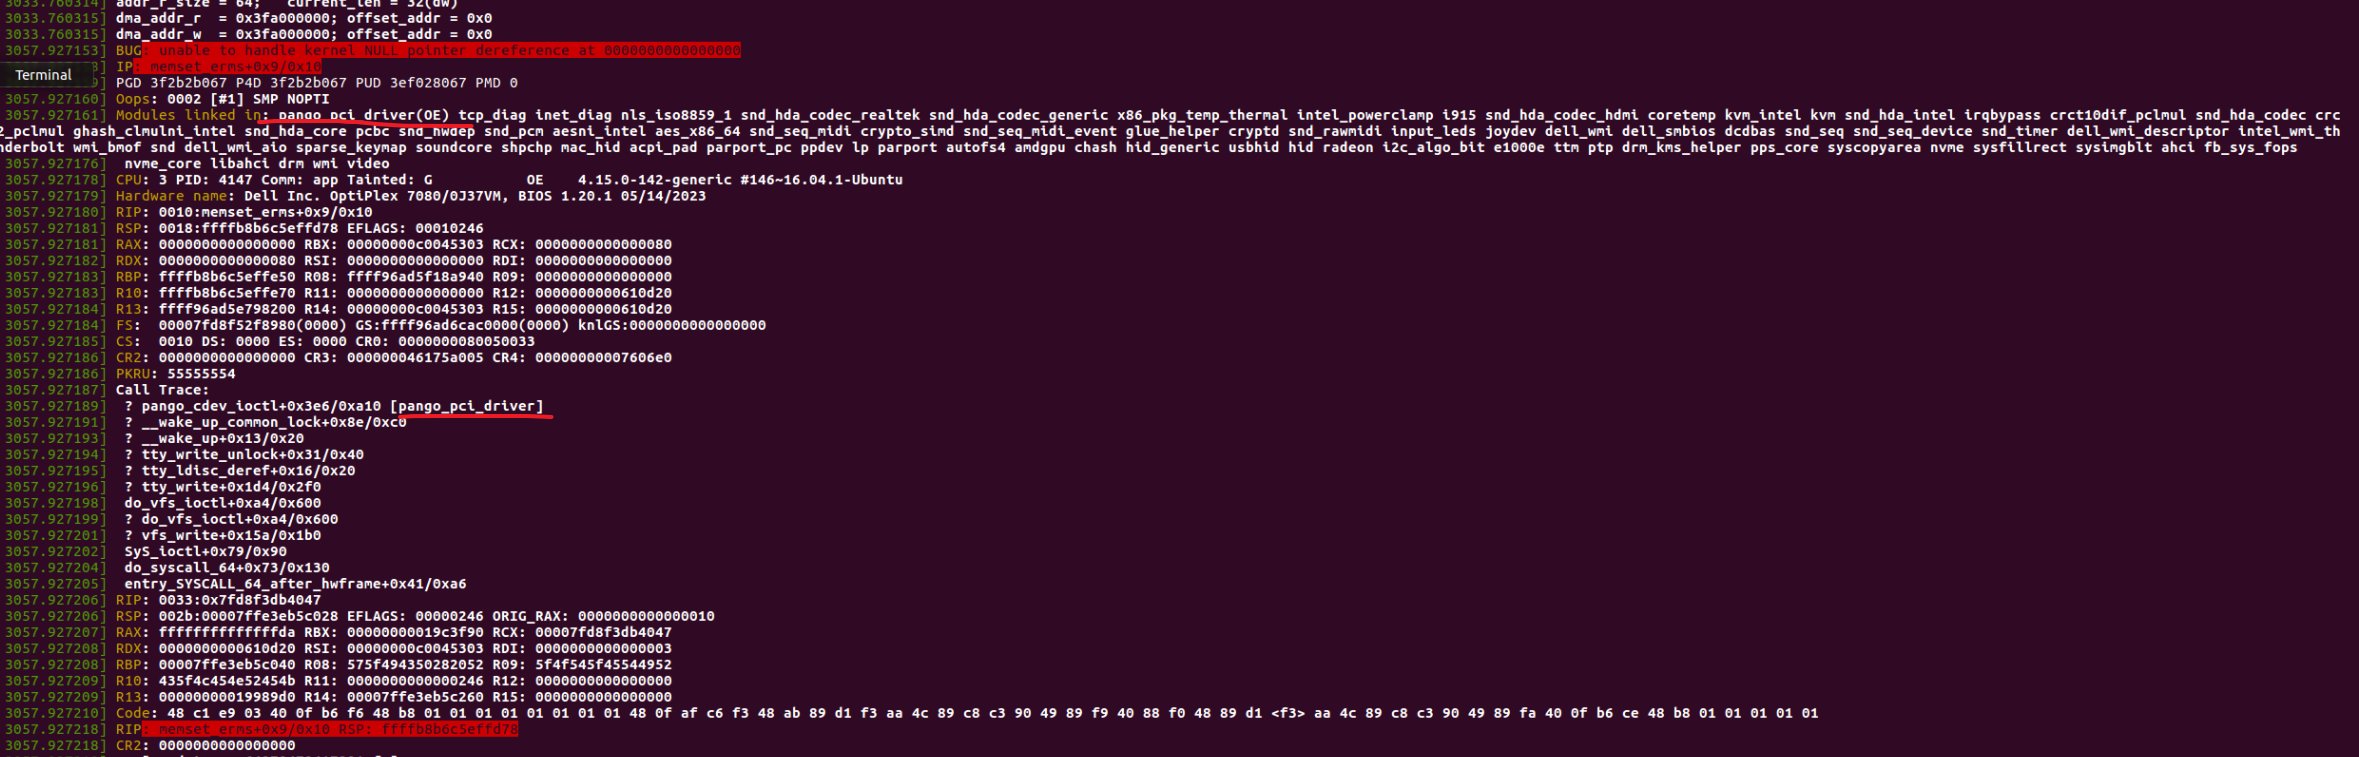 3033.760314] addr_r_size = 64;   current_len = 32(dw)
3033.760315] dma_addr_r  = 0x3fa000000; offset_addr = 0x0
3033.760315] dma_addr_w  = 0x3fa000000; offset_addr = 0x0
3057.927153] BUG: unable to handle kernel NULL pointer dereference at 0000000000000000
Terminal
] IP: memset_erms+0x9/0x10
] PGD 3f2b2b067 P4D 3f2b2b067 PUD 3ef028067 PMD 0
3057.927160] Oops: 0002 [#1] SMP NOPTI
3057.927161] Modules linked in: pango_pci_driver(OE) tcp_diag inet_diag nls_iso8859_1 snd_hda_codec_realtek snd_hda_codec_generic x86_pkg_temp_thermal intel_powerclamp i915 snd_hda_codec_hdmi coretemp kvm_intel kvm snd_hda_intel irqbypass crct10dif_pclmul snd_hda_codec crc
2_pclmul ghash_clmulni_intel snd_hda_core pcbc snd_hwdep snd_pcm aesni_intel aes_x86_64 snd_seq_midi crypto_simd snd_seq_midi_event glue_helper cryptd snd_rawmidi input_leds joydev dell_wmi dell_smbios dcdbas snd_seq snd_seq_device snd_timer dell_wmi_descriptor intel_wmi_th
nderbolt wmi_bmof snd dell_wmi_aio sparse_keymap soundcore shpchp mac_hid acpi_pad parport_pc ppdev lp parport autofs4 amdgpu chash hid_generic usbhid hid radeon i2c_algo_bit e1000e ttm ptp drm_kms_helper pps_core syscopyarea nvme sysfillrect sysimgblt ahci fb_sys_fops
3057.927176]  nvme_core libahci drm wmi video
3057.927178] CPU: 3 PID: 4147 Comm: app Tainted: G           OE    4.15.0-142-generic #146~16.04.1-Ubuntu
3057.927179] Hardware name: Dell Inc. OptiPlex 7080/0J37VM, BIOS 1.20.1 05/14/2023
3057.927180] RIP: 0010:memset_erms+0x9/0x10
3057.927181] RSP: 0018:ffffb8b6c5effd78 EFLAGS: 00010246
3057.927181] RAX: 0000000000000000 RBX: 00000000c0045303 RCX: 0000000000000080
3057.927182] RDX: 0000000000000080 RSI: 0000000000000000 RDI: 0000000000000000
3057.927183] RBP: ffffb8b6c5effe50 R08: ffff96ad5f18a940 R09: 0000000000000000
3057.927183] R10: ffffb8b6c5effe70 R11: 0000000000000000 R12: 0000000000610d20
3057.927184] R13: ffff96ad5e798200 R14: 00000000c0045303 R15: 0000000000610d20
3057.927184] FS:  00007fd8f52f8980(0000) GS:ffff96ad6cac0000(0000) knlGS:0000000000000000
3057.927185] CS:  0010 DS: 0000 ES: 0000 CR0: 0000000080050033
3057.927186] CR2: 0000000000000000 CR3: 000000046175a005 CR4: 00000000007606e0
3057.927186] PKRU: 55555554
3057.927187] Call Trace:
3057.927189]  ? pango_cdev_ioctl+0x3e6/0xa10 [pango_pci_driver]
3057.927191]  ? __wake_up_common_lock+0x8e/0xc0
3057.927193]  ? __wake_up+0x13/0x20
3057.927194]  ? tty_write_unlock+0x31/0x40
3057.927195]  ? tty_ldisc_deref+0x16/0x20
3057.927196]  ? tty_write+0x1d4/0x2f0
3057.927198]  do_vfs_ioctl+0xa4/0x600
3057.927199]  ? do_vfs_ioctl+0xa4/0x600
3057.927201]  ? vfs_write+0x15a/0x1b0
3057.927202]  SyS_ioctl+0x79/0x90
3057.927204]  do_syscall_64+0x73/0x130
3057.927205]  entry_SYSCALL_64_after_hwframe+0x41/0xa6
3057.927206] RIP: 0033:0x7fd8f3db4047
3057.927206] RSP: 002b:00007ffe3eb5c028 EFLAGS: 00000246 ORIG_RAX: 0000000000000010
3057.927207] RAX: ffffffffffffffda RBX: 00000000019c3f90 RCX: 00007fd8f3db4047
3057.927208] RDX: 0000000000610d20 RSI: 00000000c0045303 RDI: 0000000000000003
3057.927208] RBP: 00007ffe3eb5c040 R08: 575f494350282052 R09: 5f4f545f45544952
3057.927209] R10: 435f4c454e52454b R11: 0000000000000246 R12: 0000000000000000
3057.927209] R13: 00000000019989d0 R14: 00007ffe3eb5c260 R15: 0000000000000000
3057.927210] Code: 48 c1 e9 03 40 0f b6 f6 48 b8 01 01 01 01 01 01 01 01 48 0f af c6 f3 48 ab 89 d1 f3 aa 4c 89 c8 c3 90 49 89 f9 40 88 f0 48 89 d1 <f3> aa 4c 89 c8 c3 90 49 89 fa 40 0f b6 ce 48 b8 01 01 01 01 01
3057.927218] RIP: memset_erms+0x9/0x10 RSP: ffffb8b6c5effd78
3057.927218] CR2: 0000000000000000